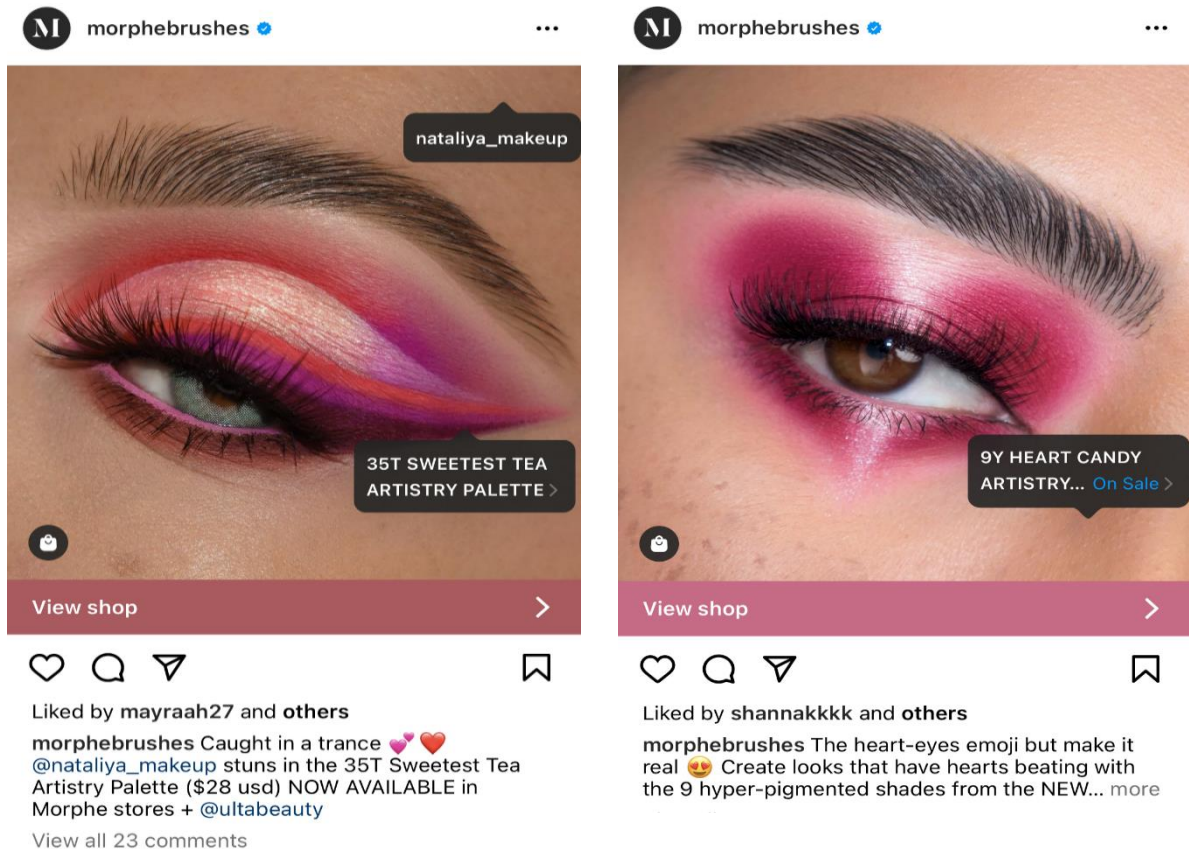 M morphebrushes
nataliya_makeup
35T SWEETEST TEA
ARTISTRY PALETTE >
View shop
Liked by mayraah27 and others
morphebrushes Caught in a trance 💞 ❤️
@nataliya_makeup stuns in the 35T Sweetest Tea
Artistry Palette ($28 usd) NOW AVAILABLE in
Morphe stores + @ultabeauty
View all 23 comments
M morphebrushes
9Y HEART CANDY
ARTISTRY... On Sale >
View shop
Liked by shannakkkk and others
morphebrushes The heart-eyes emoji but make it
real 😍 Create looks that have hearts beating with
the 9 hyper-pigmented shades from the NEW... more